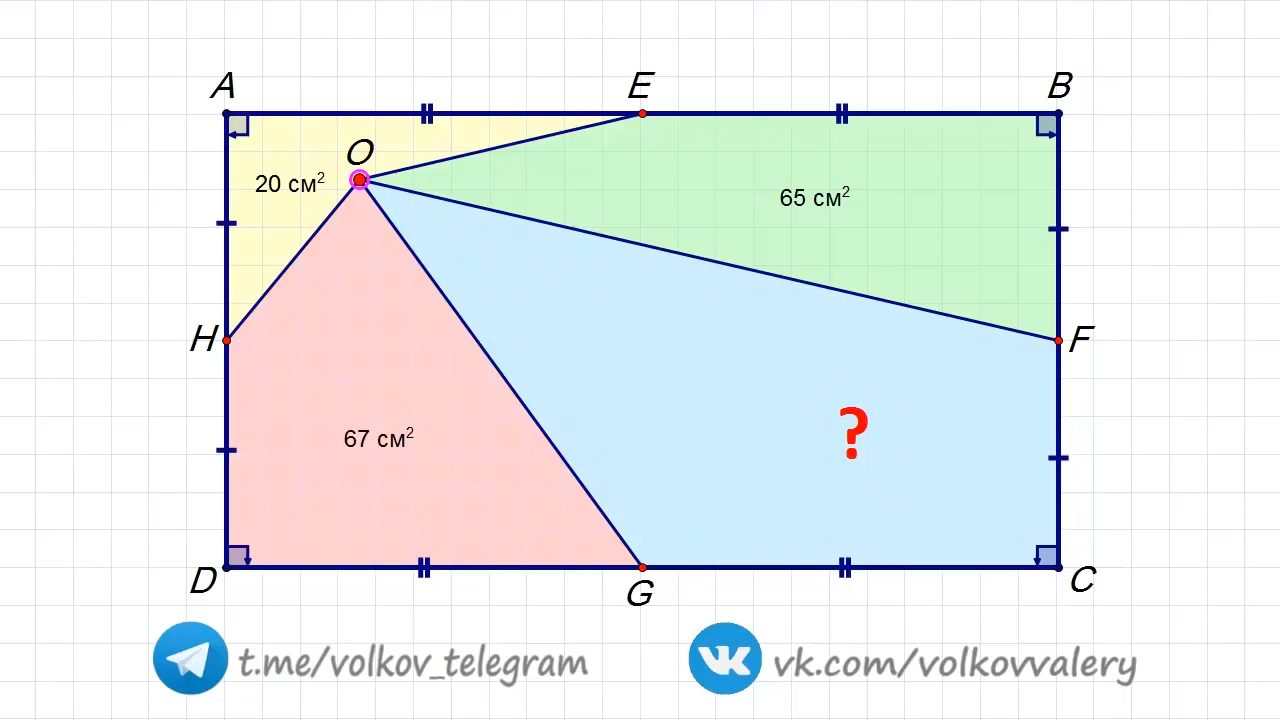 A E B
O
20 см²
65 см²
H F
?
67 см²
D G C
t.me/volkov_telegram
vk.com/volkovvalery